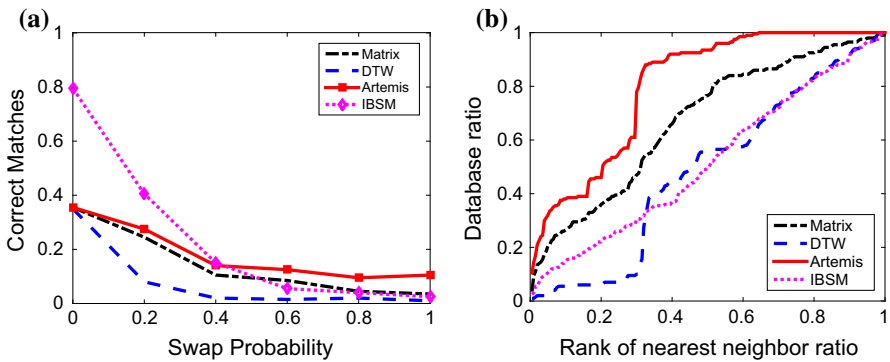 (a)
1
0.8
0.6
0.4
0.2
0
0
0.2
0.4
0.6
0.8
1
Correct Matches
Swap Probability
Matrix
DTW
Artemis
IBSM
(b)
1
0.8
0.6
0.4
0.2
0
0
0.2
0.4
0.6
0.8
1
Database ratio
Rank of nearest neighbor ratio
Matrix
DTW
Artemis
IBSM